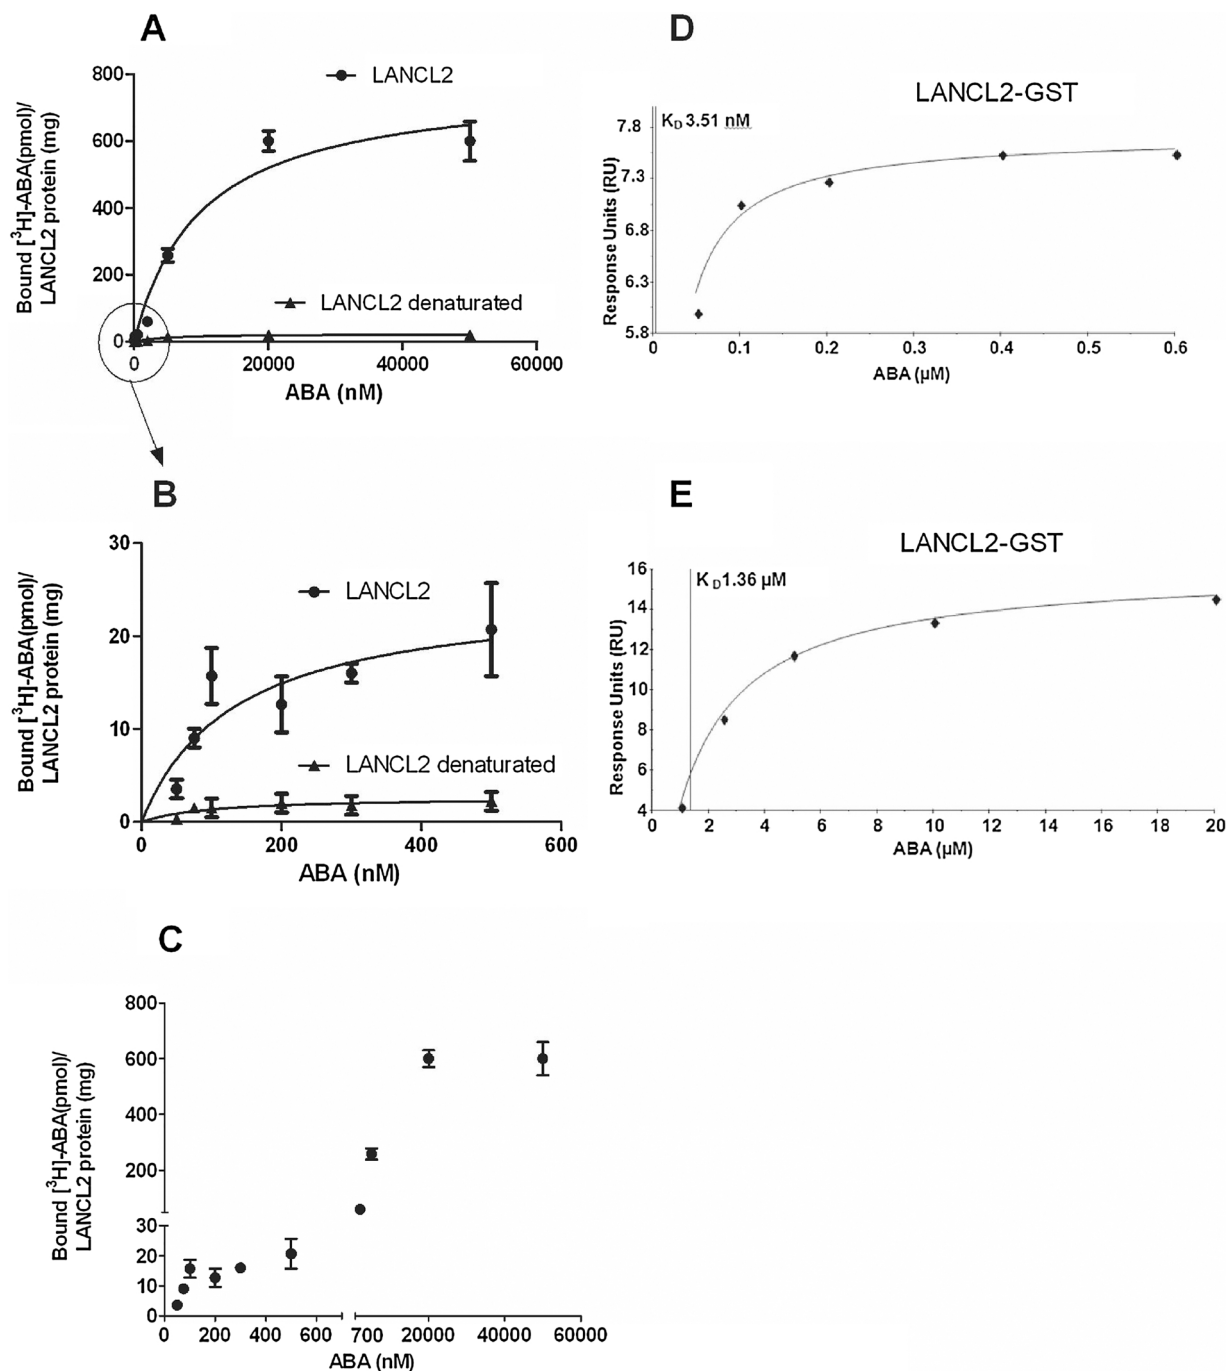 A
800
600
400
200
0
Bound [³H]-ABA(pmol)/
LANCL2 protein (mg)
LANCL2
LANCL2 denaturated
0
20000
40000
60000
ABA (nM)
D
LANCL2-GST
K D 3.51 nM
7.8
7.3
6.8
6.3
5.8
Response Units (RU)
0
0.1
0.2
0.3
0.4
0.5
0.6
ABA (µM)
B
30
20
10
0
Bound [³H]-ABA(pmol)/
LANCL2 protein (mg)
LANCL2
LANCL2 denaturated
0
200
400
600
ABA (nM)
E
LANCL2-GST
K D 1.36 µM
16
14
12
10
8
6
4
Response Units (RU)
0
2
4
6
8
10
12
14
16
18
20
ABA (µM)
C
800
600
400
200
30
20
10
0
Bound [³H]-ABA(pmol)/
LANCL2 protein (mg)
0
200
400
600
700
20000
40000
60000
ABA (nM)